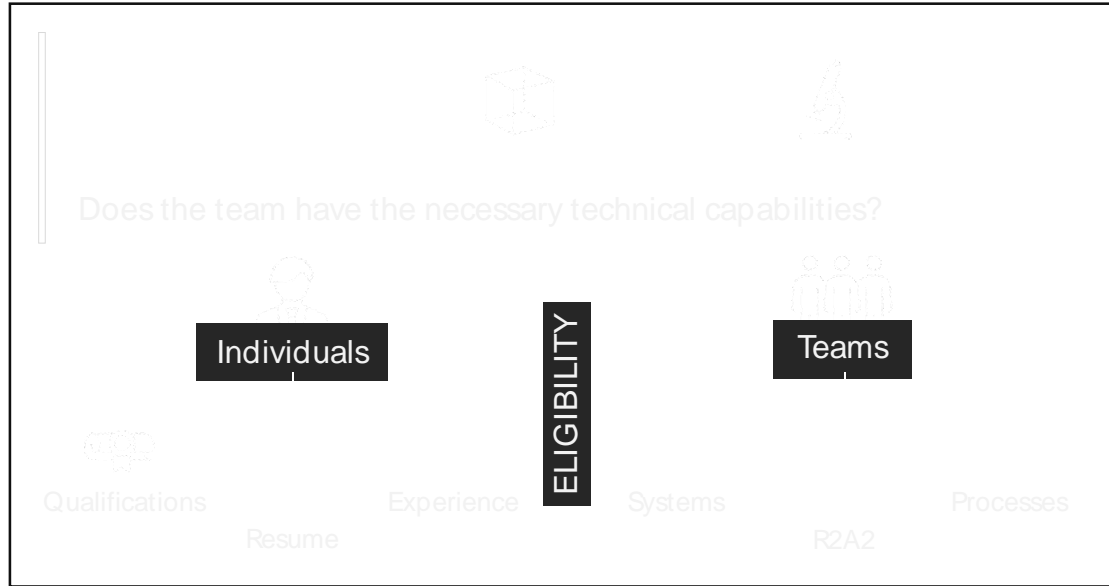 Does the team have the necessary technical capabilities?
Individuals
ELIGIBILITY
Teams
Qualifications
Experience
Systems
Processes
Resume
R2A2